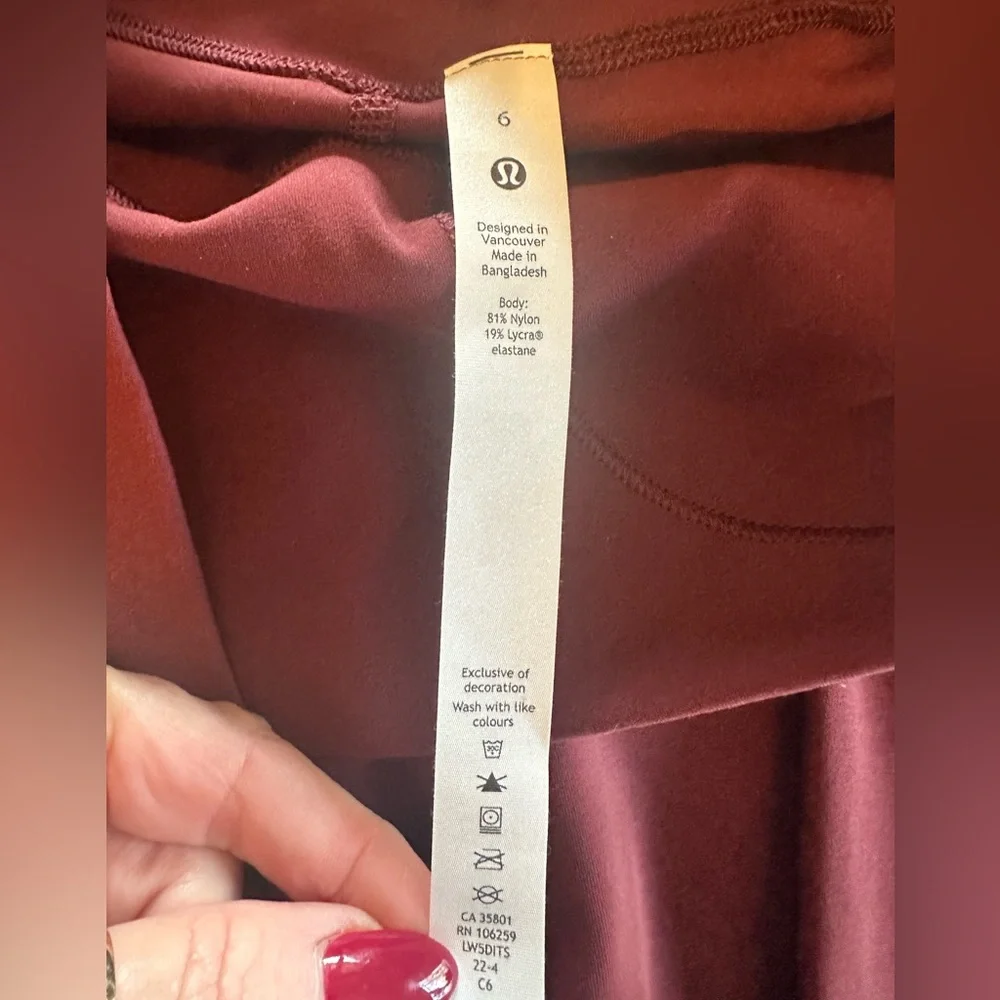 6
Designed in
Vancouver
Made in
Bangladesh
Body:
81% Nylon
19% Lycra®
elastane
Exclusive of
decoration
Wash with like
colours
30C
CA 35801
RN 106259
LW5DITS
22-4
C6